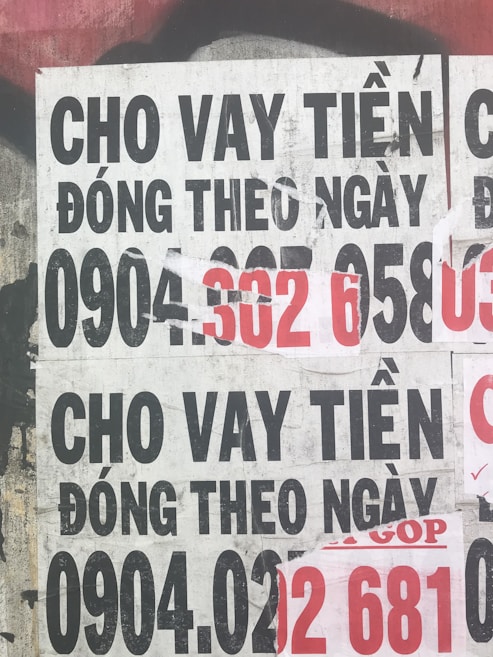 CHO VAY TIỀN
ĐÓNG THEO NGÀY
0904. 302 6 058
03
CHO VAY TIỀN
ĐÓNG THEO NGÀY
GÓP
0904.02 02 681